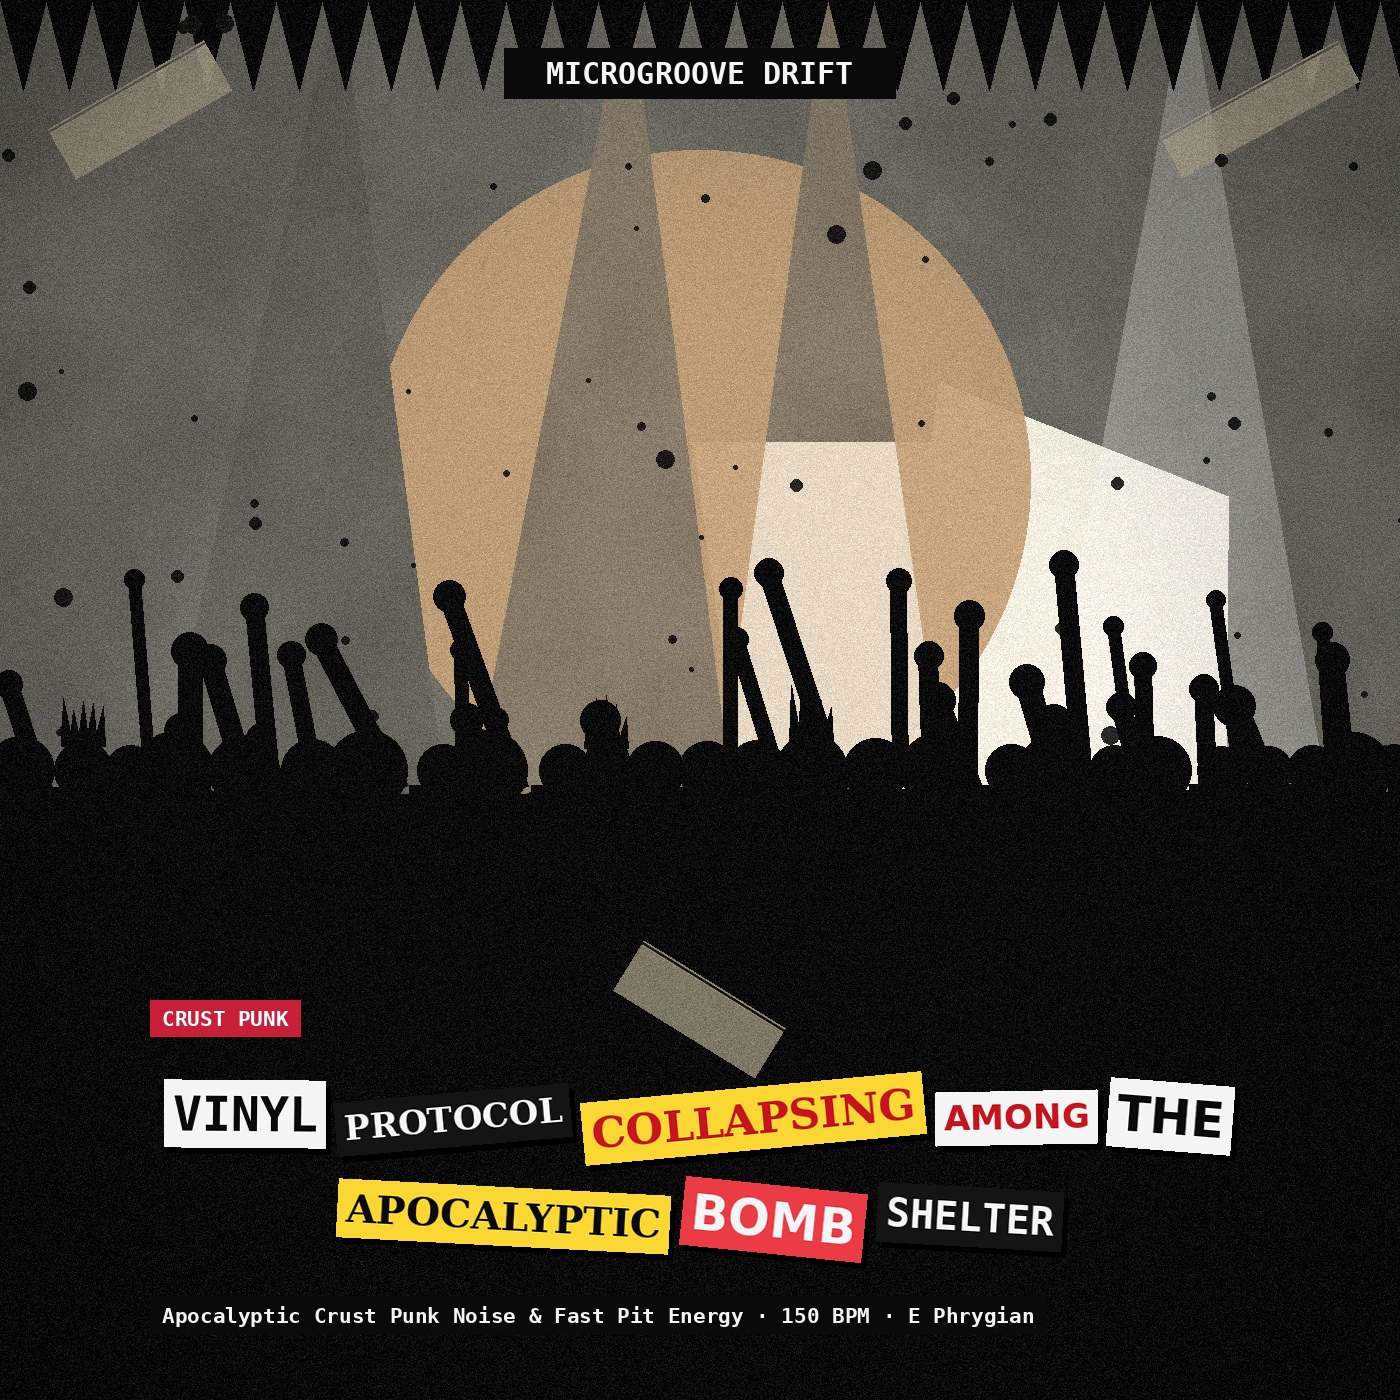 MICROGROOVE DRIFT
CRUST PUNK
VINYL PROTOCOL COLLAPSING AMONG THE
APOCALYPTIC BOMB SHELTER
Apocalyptic Crust Punk Noise & Fast Pit Energy · 150 BPM · E Phrygian